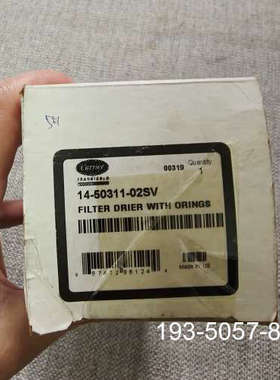 Carrier
TRANSICOLD
00319 Quantity
1
14-50311-02SV
FILTER DRIER WITH ORINGS
Made in US
193-5057-8